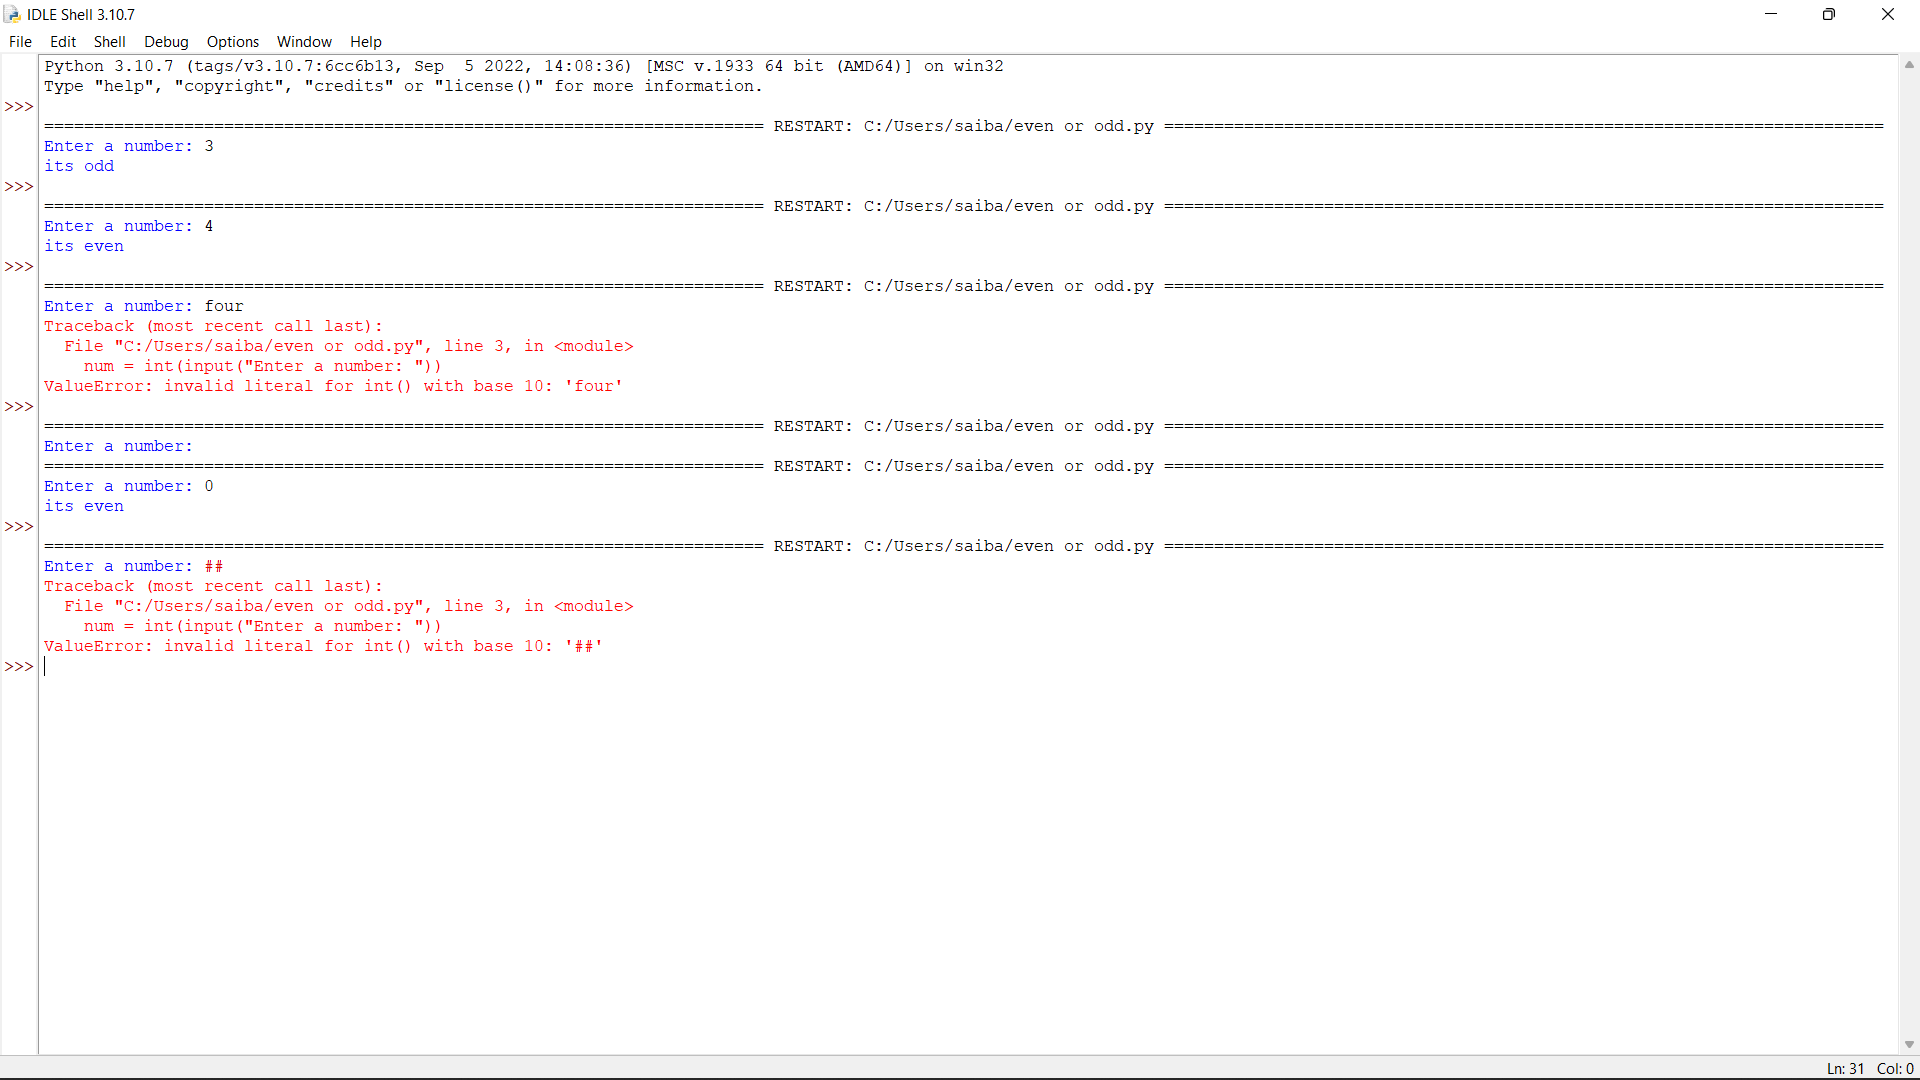 IDLE Shell 3.10.7
File Edit Shell Debug Options Window Help
Python 3.10.7 (tags/v3.10.7:6cc6b13, Sep  5 2022, 14:08:36) [MSC v.1933 64 bit (AMD64)] on win32
Type "help", "copyright", "credits" or "license()" for more information.
>>>
======================================================================== RESTART: C:/Users/saiba/even or odd.py ========================================================================
Enter a number: 3
its odd
>>>
======================================================================== RESTART: C:/Users/saiba/even or odd.py ========================================================================
Enter a number: 4
its even
>>>
======================================================================== RESTART: C:/Users/saiba/even or odd.py ========================================================================
Enter a number: four
Traceback (most recent call last):
  File "C:/Users/saiba/even or odd.py", line 3, in <module>
    num = int(input("Enter a number: "))
ValueError: invalid literal for int() with base 10: 'four'
>>>
======================================================================== RESTART: C:/Users/saiba/even or odd.py ========================================================================
Enter a number:
======================================================================== RESTART: C:/Users/saiba/even or odd.py ========================================================================
Enter a number: 0
its even
>>>
======================================================================== RESTART: C:/Users/saiba/even or odd.py ========================================================================
Enter a number: ##
Traceback (most recent call last):
  File "C:/Users/saiba/even or odd.py", line 3, in <module>
    num = int(input("Enter a number: "))
ValueError: invalid literal for int() with base 10: '##'
>>>
Ln: 31 Col: 0